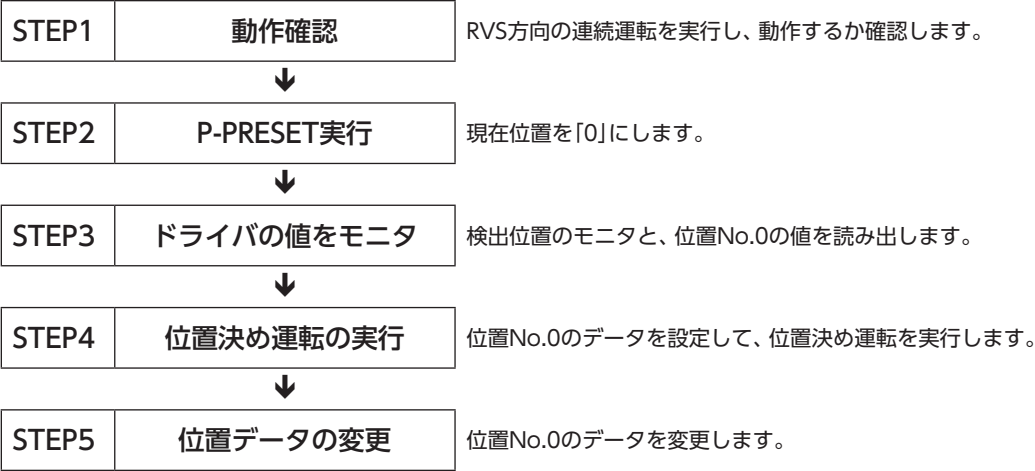 STEP1 動作確認 RVS方向の連続運転を実行し、動作するか確認します。
STEP2 P-PRESET実行 現在位置を「0」にします。
STEP3 ドライバの値をモニタ 検出位置のモニタと、位置No.0の値を読み出します。
STEP4 位置決め運転の実行 位置No.0のデータを設定して、位置決め運転を実行します。
STEP5 位置データの変更 位置No.0のデータを変更します。